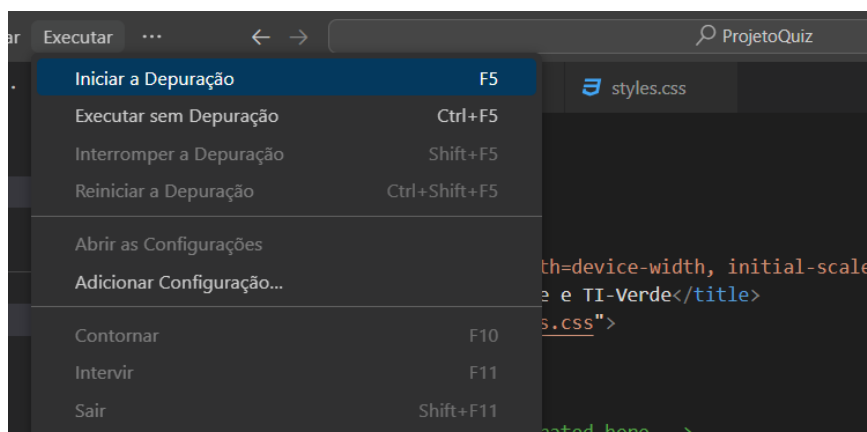 ar Executar ... ← → ProjetoQuiz
Iniciar a Depuração F5
styles.css
Executar sem Depuração Ctrl+F5
Interromper a Depuração Shift+F5
Reiniciar a Depuração Ctrl+Shift+F5
Abrir as Configurações
th=device-width, initial-scale
Adicionar Configuração...
e e TI-Verde</title>
s.css">
Contornar F10
Intervir F11
Sair Shift+F11